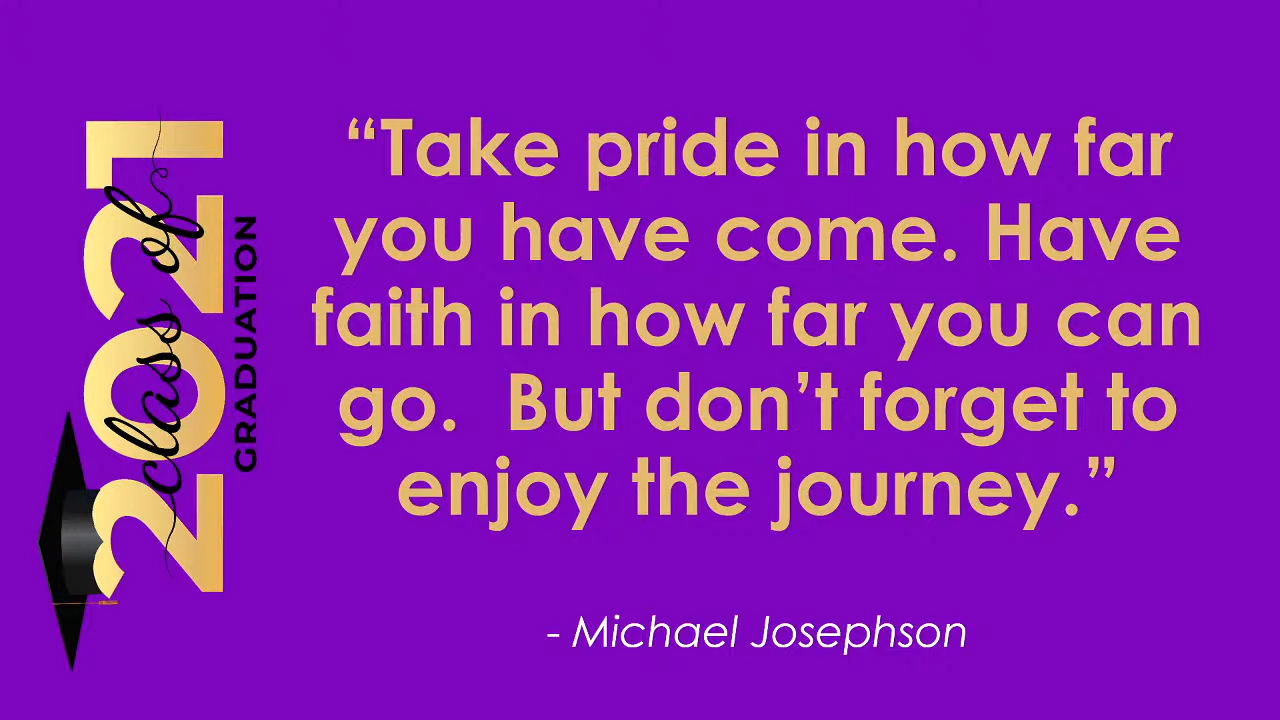 2021
class of
GRADUATION
“Take pride in how far
you have come. Have
faith in how far you can
go.  But don’t forget to
enjoy the journey.”
- Michael Josephson